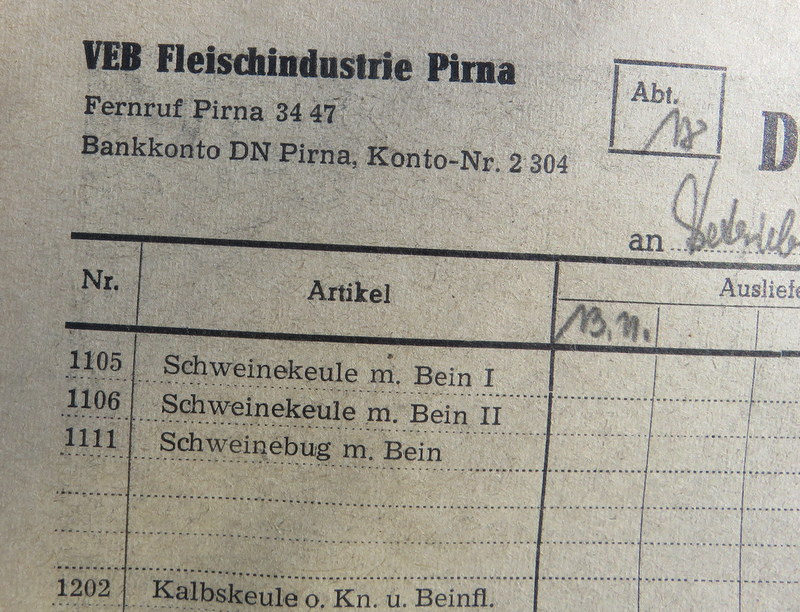 VEB Fleischindustrie Pirna
Fernruf Pirna 34 47
Bankkonto DN Pirna, Konto-Nr. 2 304
Abt.
18
D
an
Nr. Artikel Ausliefe
13. 11.
1105 Schweinekeule m. Bein I
1106 Schweinekeule m. Bein II
1111 Schweinebug m. Bein
1202 Kalbskeule o. Kn. u. Beinfl.